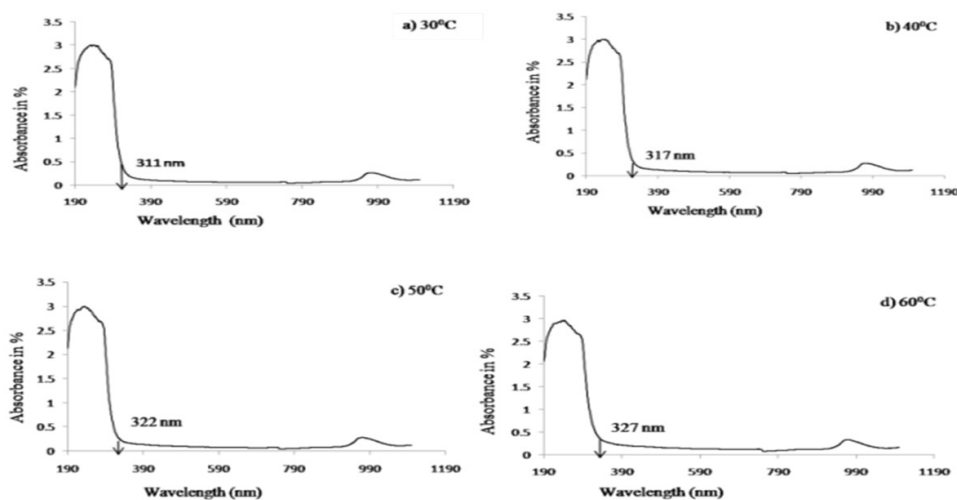 a) 30⁰C
Absorbance in %
3.5
3
2.5
2
1.5
1
0.5
0
311 nm
190 390 590 790 990 1190
Wavelength (nm)
b) 40⁰C
Absorbance in %
3.5
3
2.5
2
1.5
1
0.5
0
317 nm
190 390 590 790 990 1190
Wavelength (nm)
c) 50⁰C
Absorbance in %
3.5
3
2.5
2
1.5
1
0.5
0
322 nm
190 390 590 790 990 1190
Wavelength (nm)
d) 60⁰C
Absorbance in %
3.5
3
2.5
2
1.5
1
0.5
0
327 nm
190 390 590 790 990 1190
Wavelength (nm)